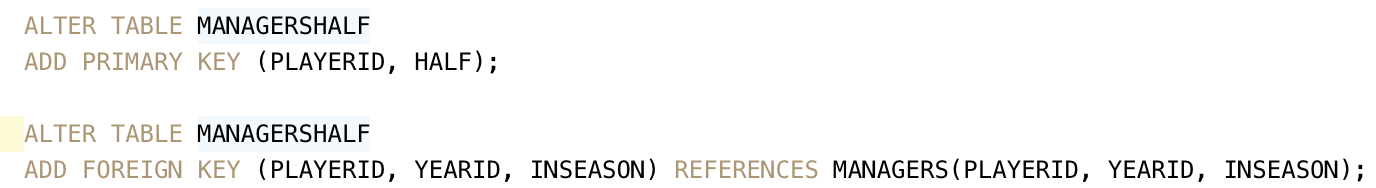 ALTER TABLE MANAGERSHALF
ADD PRIMARY KEY (PLAYERID, HALF);
ALTER TABLE MANAGERSHALF
ADD FOREIGN KEY (PLAYERID, YEARID, INSEASON) REFERENCES MANAGERS(PLAYERID, YEARID, INSEASON);